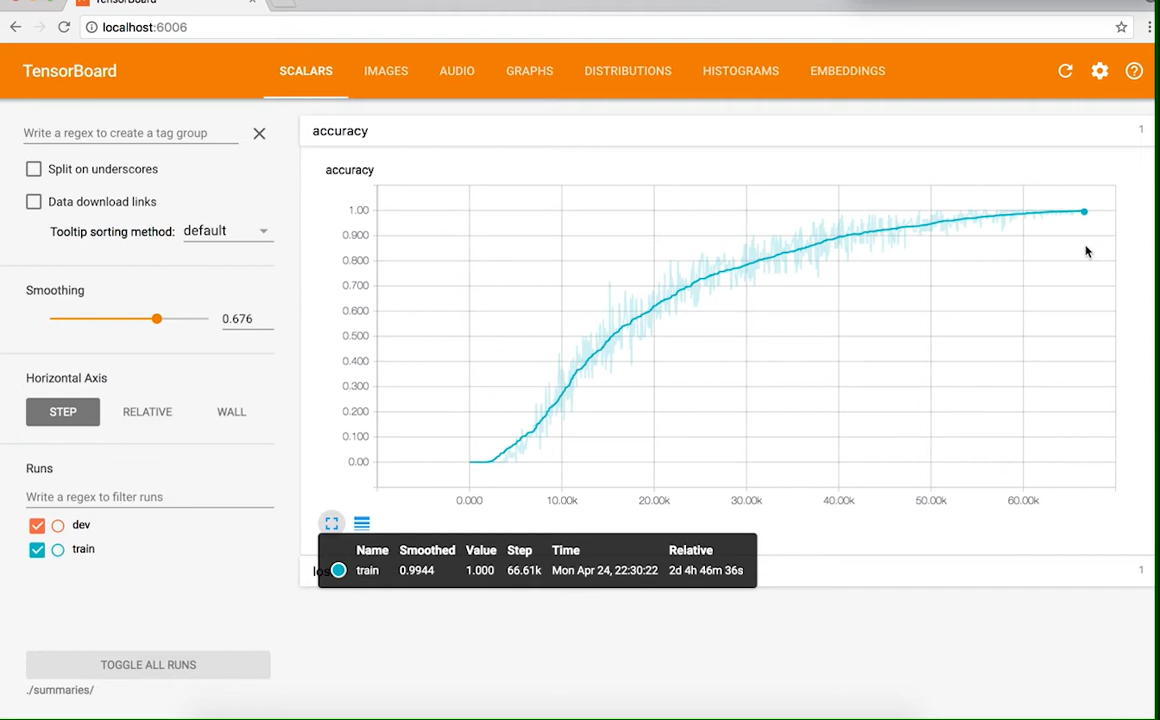 TensorBoard
localhost:6006
TensorBoard SCALARS IMAGES AUDIO GRAPHS DISTRIBUTIONS HISTOGRAMS EMBEDDINGS
Write a regex to create a tag group
Split on underscores
Data download links
Tooltip sorting method: default
Smoothing
0.676
Horizontal Axis
STEP RELATIVE WALL
Runs
Write a regex to filter runs
dev
train
TOGGLE ALL RUNS
./summaries/
accuracy 1
accuracy
1.00
0.900
0.800
0.700
0.600
0.500
0.400
0.300
0.200
0.100
0.00
0.000 10.00k 20.00k 30.00k 40.00k 50.00k 60.00k
Name Smoothed Value Step Time Relative
train 0.9944 1.000 66.61k Mon Apr 24, 22:30:22 2d 4h 46m 36s
1